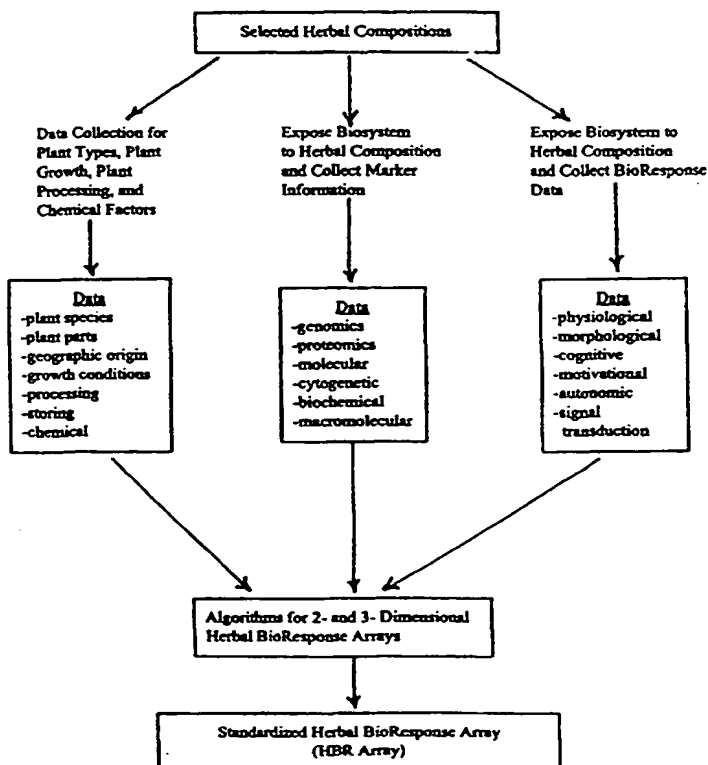 Selected Herbal Compositions
Data Collection for
Plant Types, Plant
Growth, Plant
Processing, and
Chemical Factors
Expose Biosystem
to Herbal Composition
and Collect Marker
Information
Expose Biosystem to
Herbal Composition
and Collect BioResponse
Data
Data
-plant species
-plant parts
-geographic origin
-growth conditions
-processing
-storing
-chemical
Data
-genomics
-proteomics
-molecular
-cytogenetic
-biochemical
-macromolecular
Data
-physiological
-morphological
-cognitive
-motivational
-autonomic
-signal
transduction
Algorithms for 2- and 3- Dimensional
Herbal BioResponse Arrays
Standardized Herbal BioResponse Array
(HBR Array)